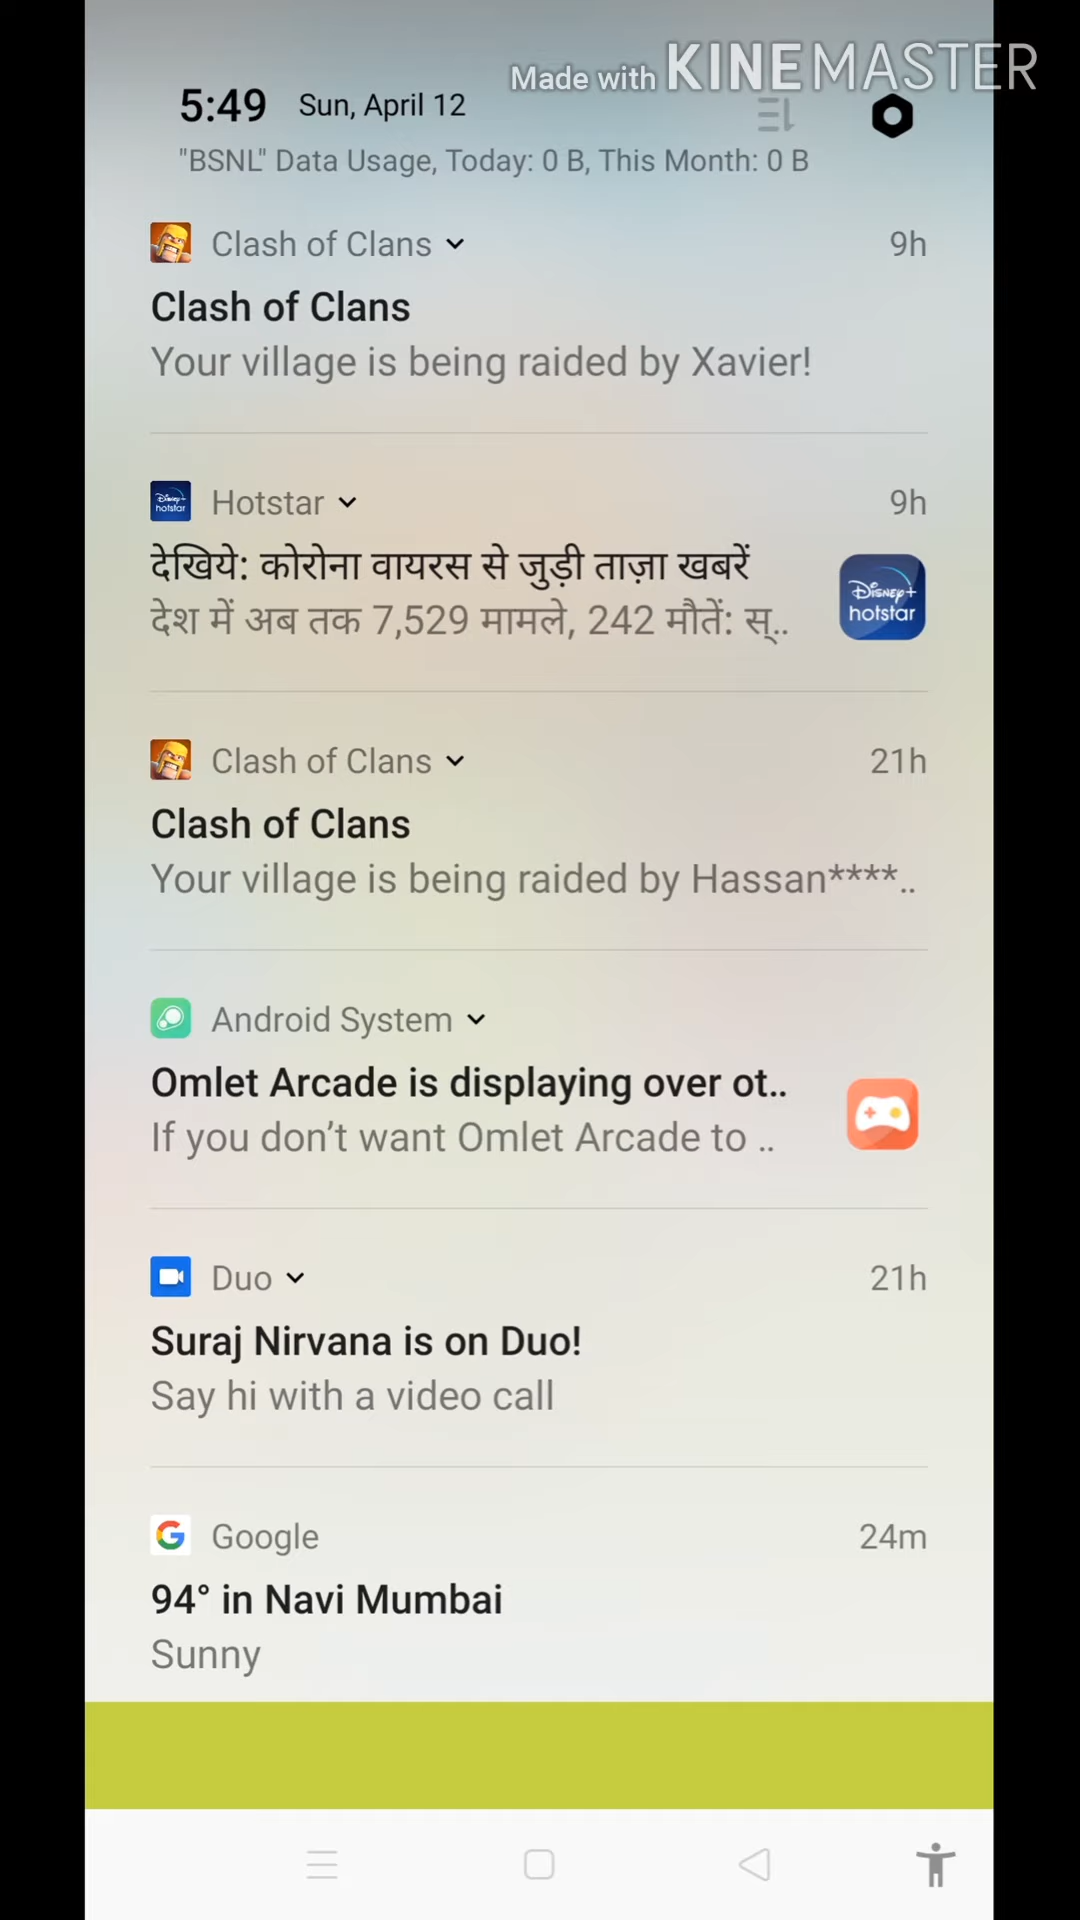 Made with KINEMASTER
5:49 Sun, April 12
"BSNL" Data Usage, Today: 0 B, This Month: 0 B
Clash of Clans 9h
Clash of Clans
Your village is being raided by Xavier!
Disney+ hotstar Hotstar 9h
देखिये: कोरोना वायरस से जुड़ी ताज़ा खबरें
देश में अब तक 7,529 मामले, 242 मौतें: स्..
Disney+
hotstar
Clash of Clans 21h
Clash of Clans
Your village is being raided by Hassan****..
Android System
Omlet Arcade is displaying over ot..
If you don’t want Omlet Arcade to ..
Duo 21h
Suraj Nirvana is on Duo!
Say hi with a video call
G Google 24m
94° in Navi Mumbai
Sunny